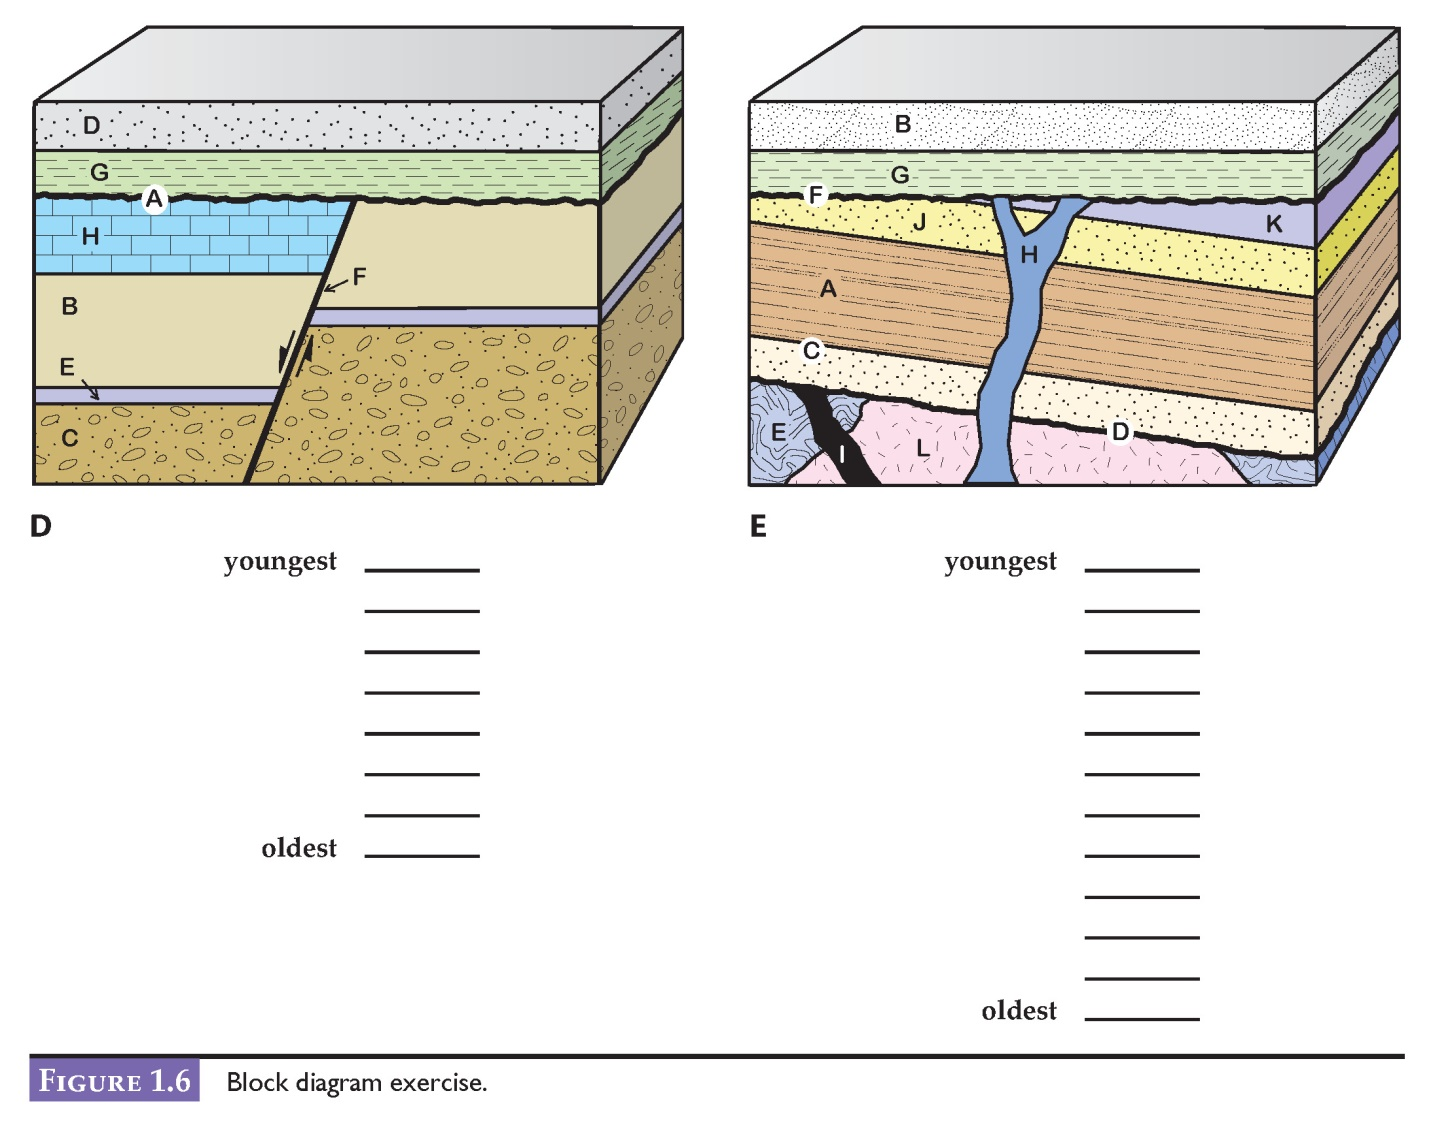 D
G
A
H
F
B
E
C
B
G
F
J
K
H
A
C
E
D
L
I
D
youngest
oldest
E
youngest
oldest
FIGURE 1.6 Block diagram exercise.